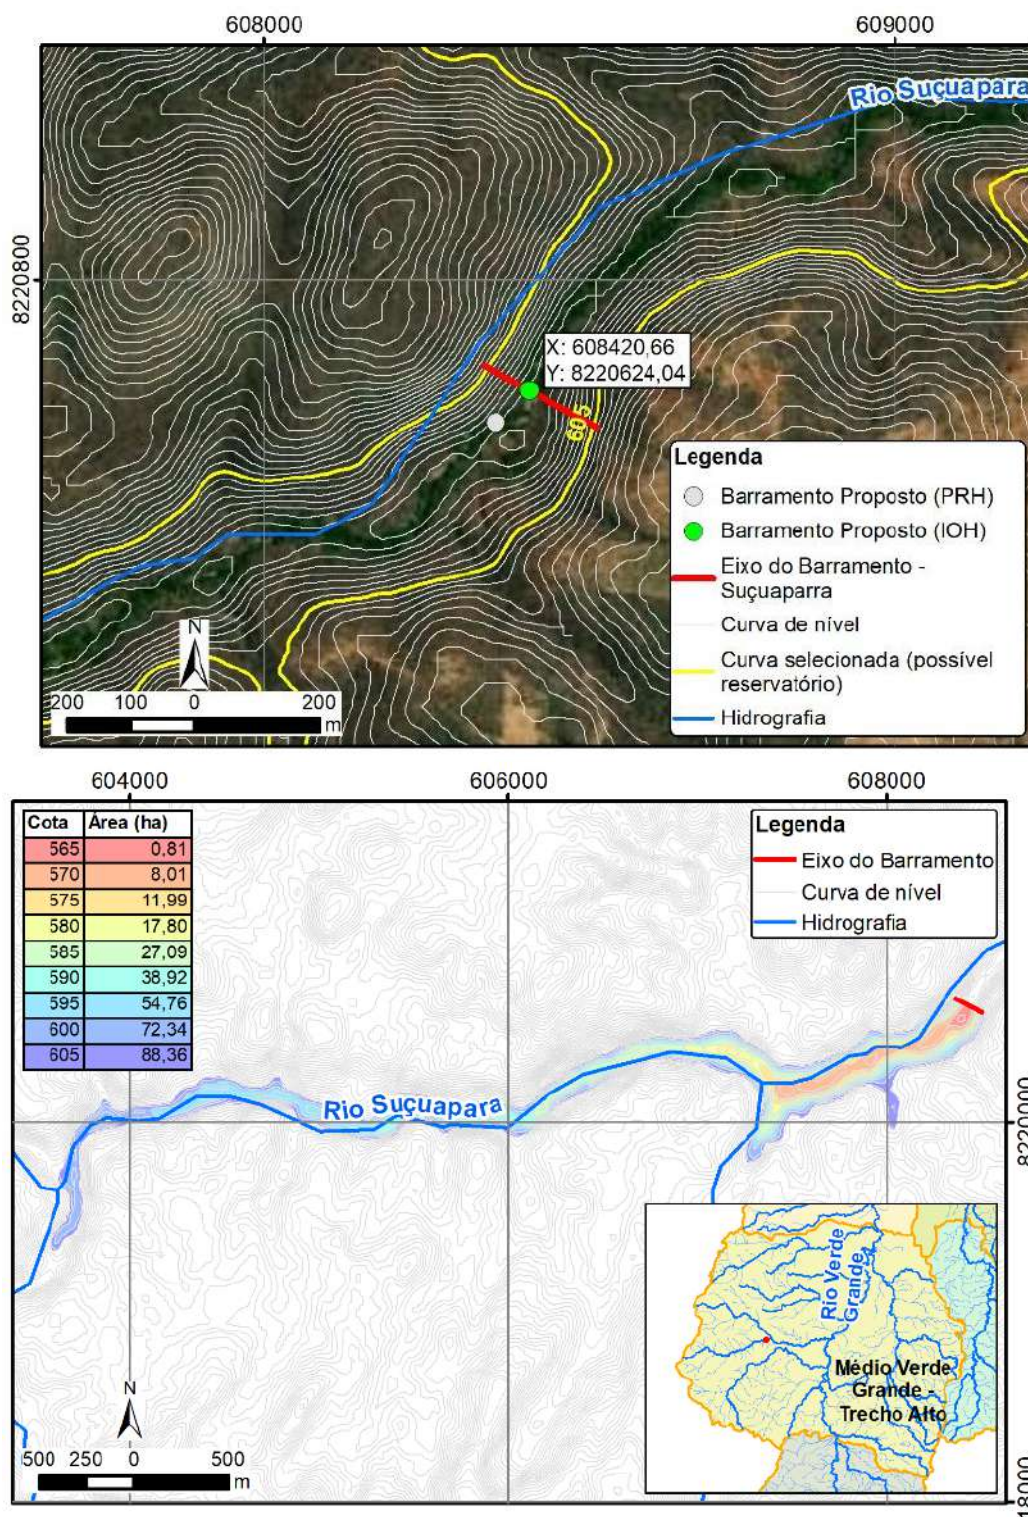 608000 609000
Rio Suçuapara
8220800
X: 608420,66
Y: 8220624,04
605
Legenda
Barramento Proposto (PRH)
Barramento Proposto (IOH)
Eixo do Barramento -
Suçuaparra
Curva de nível
Curva selecionada (possível
reservatório)
Hidrografia
N
200 100 0 200
m
604000 606000 608000
Cota Área (ha)
565 0,81
570 8,01
575 11,99
580 17,80
585 27,09
590 38,92
595 54,76
600 72,34
605 88,36
Legenda
Eixo do Barramento
Curva de nível
Hidrografia
Rio Suçuapara
8220000
Rio Verde
Grande
Médio Verde
Grande -
Trecho Alto
N
500 250 0 500
m
18000